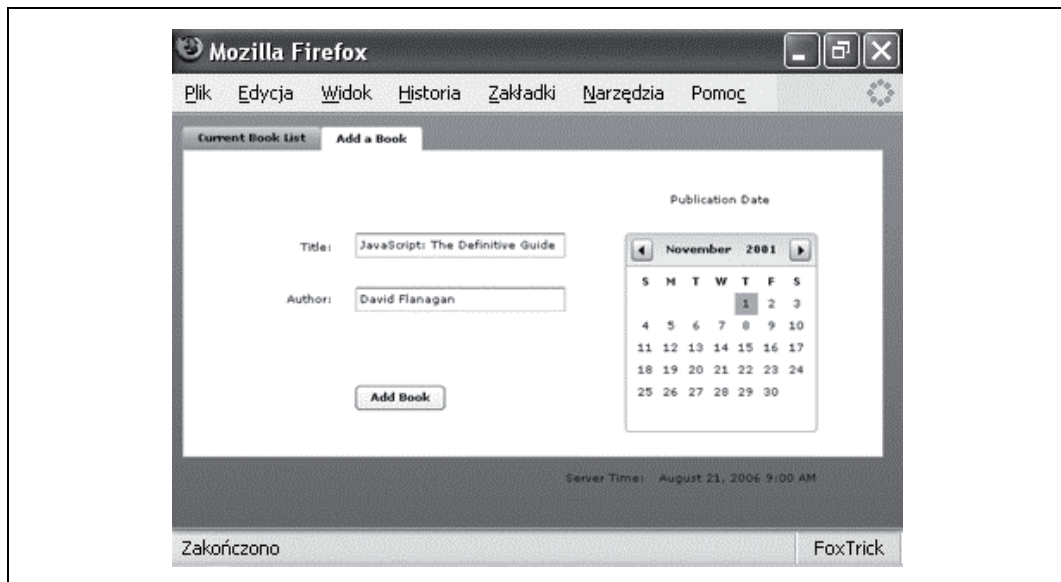 Mozilla Firefox
Plik Edycja Widok Historia Zakładki Narzędzia Pomoc
Current Book List Add a Book
Publication Date
Title: JavaScript: The Definitive Guide
November 2001
S M T W T F S
Author: David Flanagan
1 2 3
4 5 6 7 8 9 10
11 12 13 14 15 16 17
18 19 20 21 22 23 24
Add Book
25 26 27 28 29 30
Server Time: August 21, 2006 9:00 AM
Zakończono FoxTrick